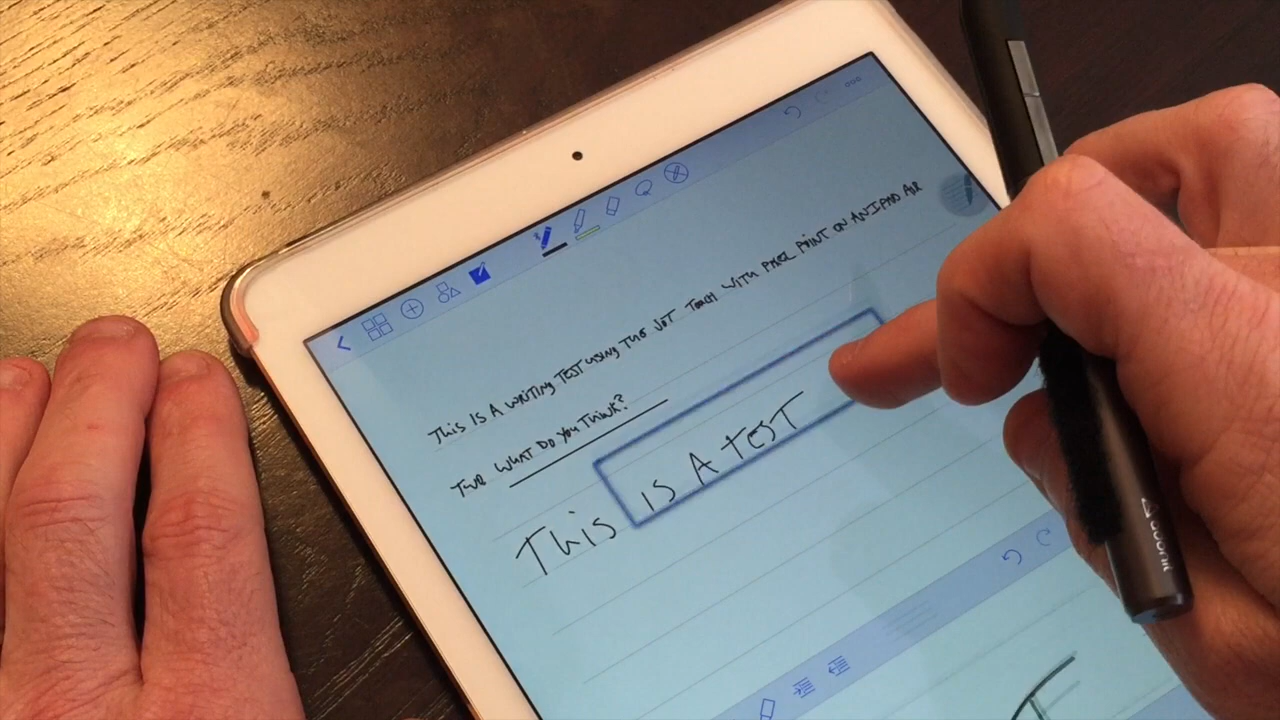 THIS IS A WRITING TEST USING THE JOT TOUCH WITH PIXEL POINT ON AN IPAD AIR
TWO WHAT DO YOU THINK?
THIS IS A TEST
adonit